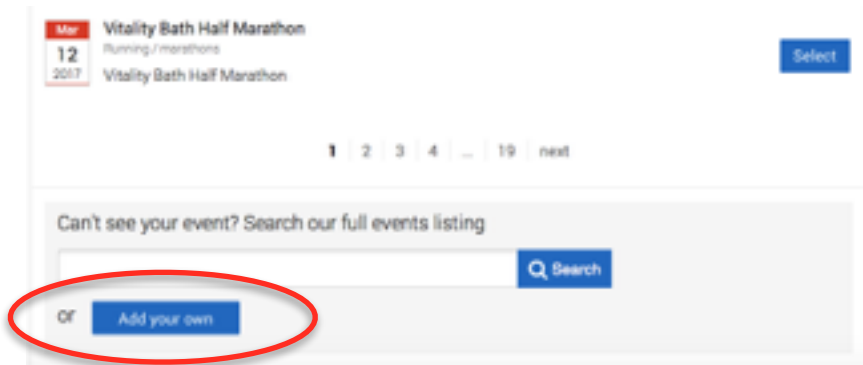 Mar
12
2017
Vitality Bath Half Marathon
Running / marathons
Vitality Bath Half Marathon
Select
1 2 3 4 ... 19 next
Can't see your event? Search our full events listing
Search
or Add your own